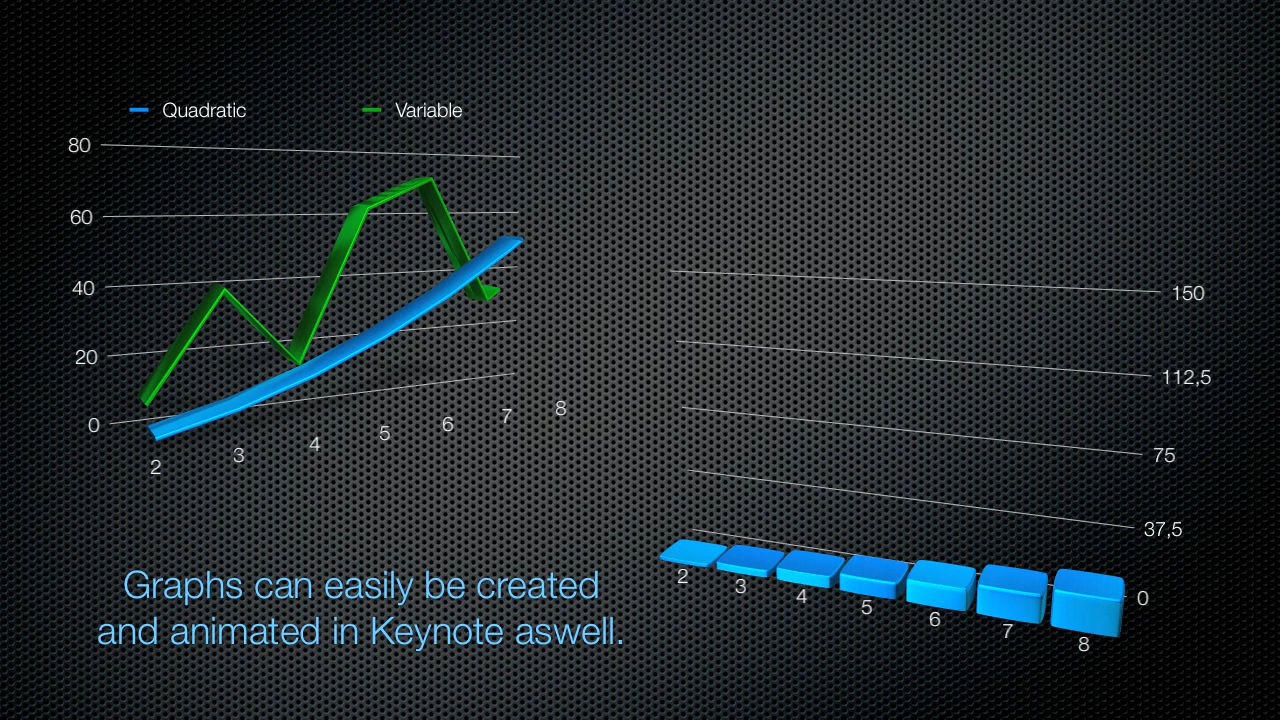 Quadratic Variable
80
60
40
20
0
2 3 4 5 6 7 8
150
112,5
75
37,5
0
2 3 4 5 6 7 8
Graphs can easily be created
and animated in Keynote aswell.